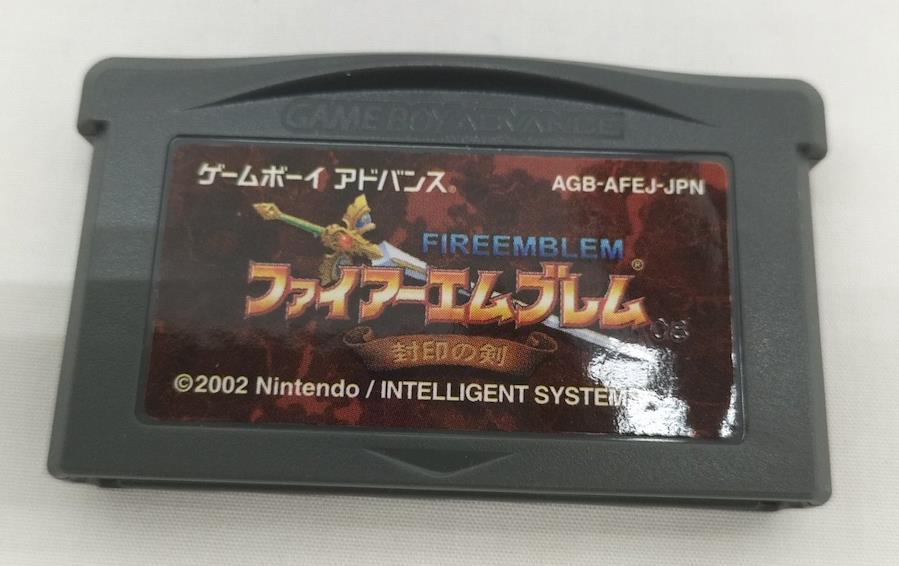 GAME BOY ADVANCE
ゲームボーイ アドバンス®
AGB-AFEJ-JPN
FIREEMBLEM
ファイアーエムブレム®
封印の剣
©2002 Nintendo / INTELLIGENT SYSTEMS